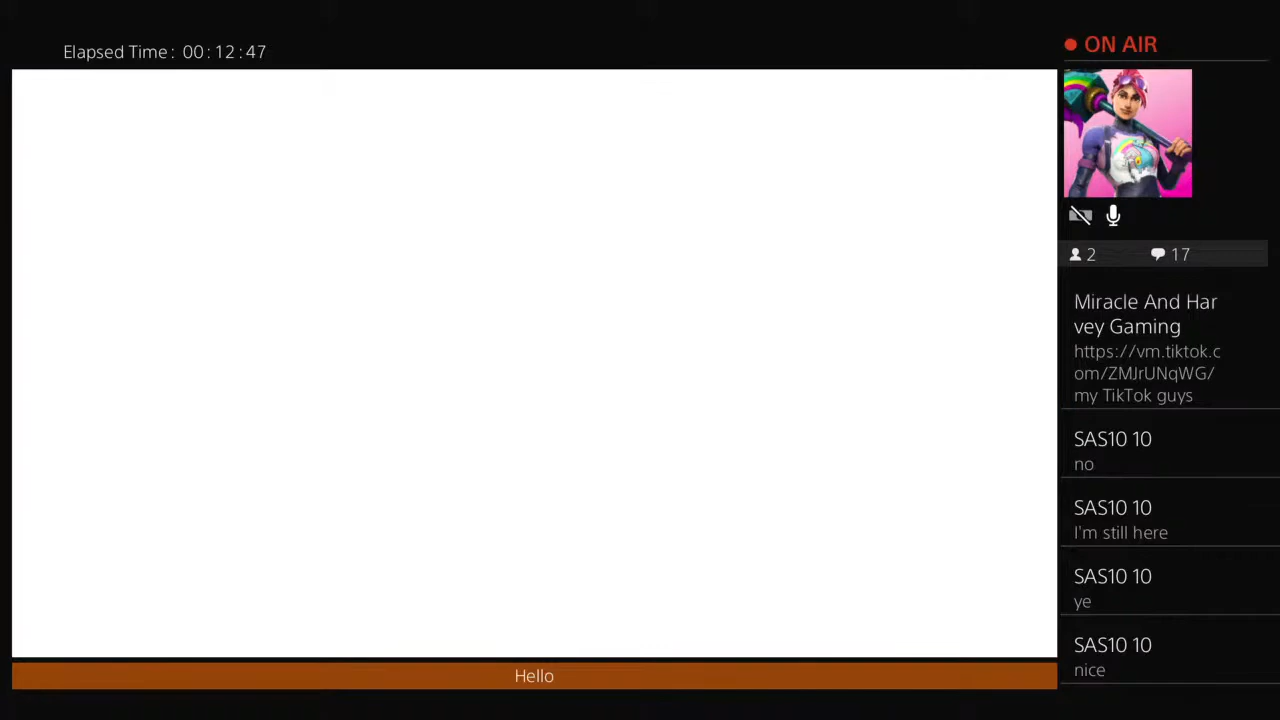 Elapsed Time: 00:12:47
ON AIR
2 17
Miracle And Har
vey Gaming
https://vm.tiktok.c
om/ZMJrUNqWG/
my TikTok guys
SAS10 10
no
SAS10 10
I'm still here
SAS10 10
ye
SAS10 10
nice
Hello